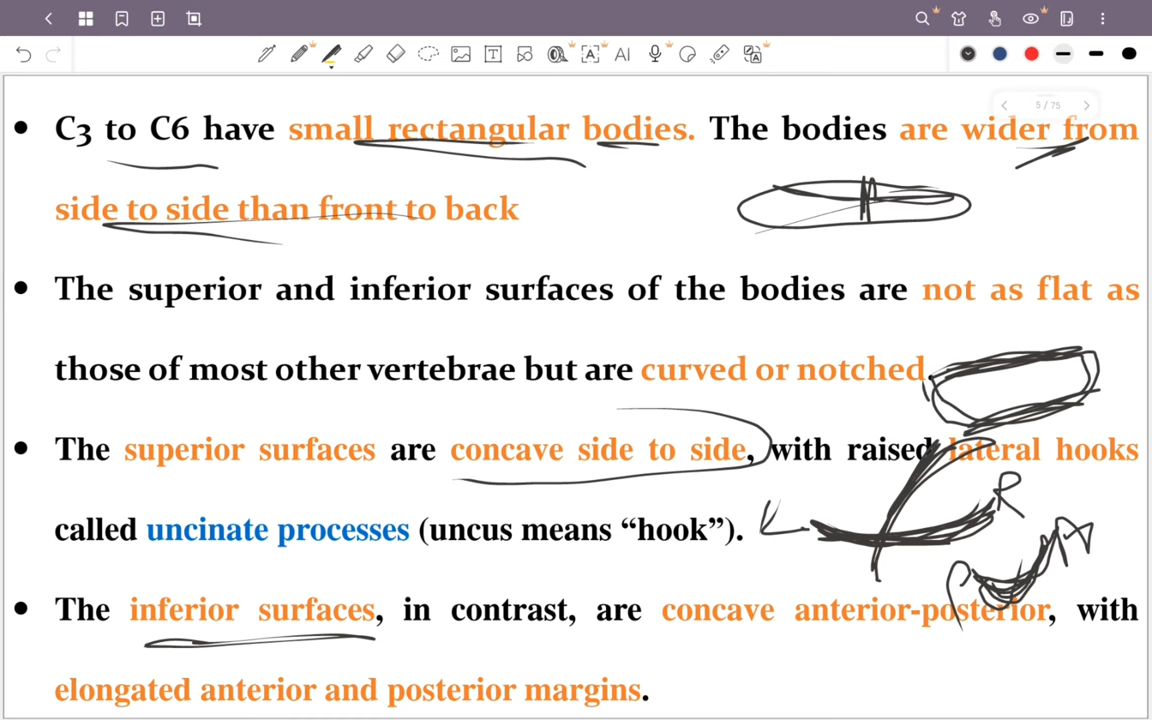 AI
5 / 75
• C3 to C6 have small rectangular bodies. The bodies are wider from
side to side than front to back
• The superior and inferior surfaces of the bodies are not as flat as
those of most other vertebrae but are curved or notched.
• The superior surfaces are concave side to side, with raised lateral hooks
called uncinate processes (uncus means “hook”).
L
R
• The inferior surfaces, in contrast, are concave anterior-posterior, with
P
A
elongated anterior and posterior margins.